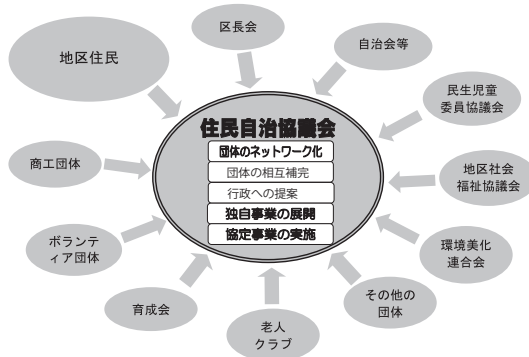 区長会
自治会等
地区住民
民生児童
委員協議会
住民自治協議会
団体のネットワーク化
団体の相互補完
行政への提案
独自事業の展開
協定事業の実施
商工団体
地区社会
福祉協議会
ボランテ
ィア団体
環境美化
連合会
育成会
その他の
団体
老人
クラブ